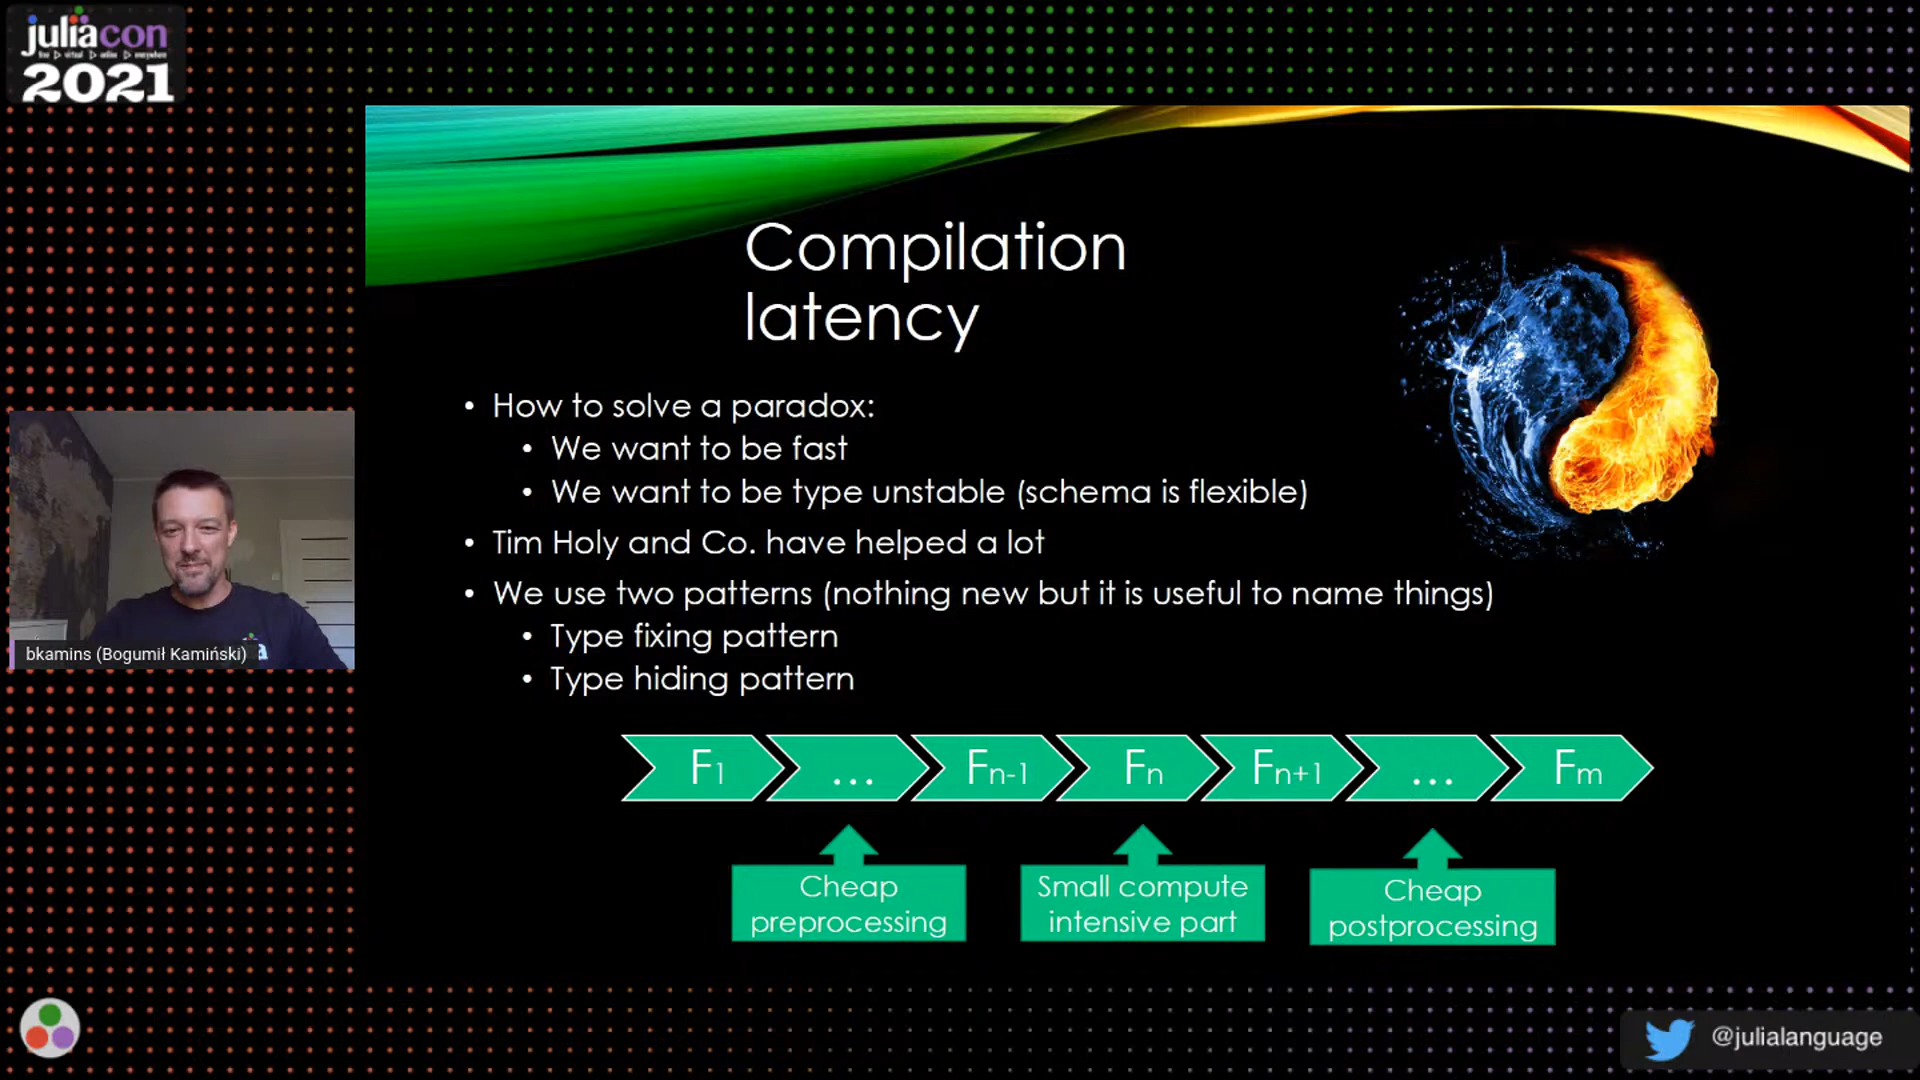 juliacon
2021
Compilation
latency
• How to solve a paradox:
• We want to be fast
• We want to be type unstable (schema is flexible)
• Tim Holy and Co. have helped a lot
• We use two patterns (nothing new but it is useful to name things)
• Type fixing pattern
• Type hiding pattern
F1 ... Fn-1 Fn Fn+1 ... Fm
Cheap
preprocessing
Small compute
intensive part
Cheap
postprocessing
bkamins (Bogumił Kamiński)
@julialanguage